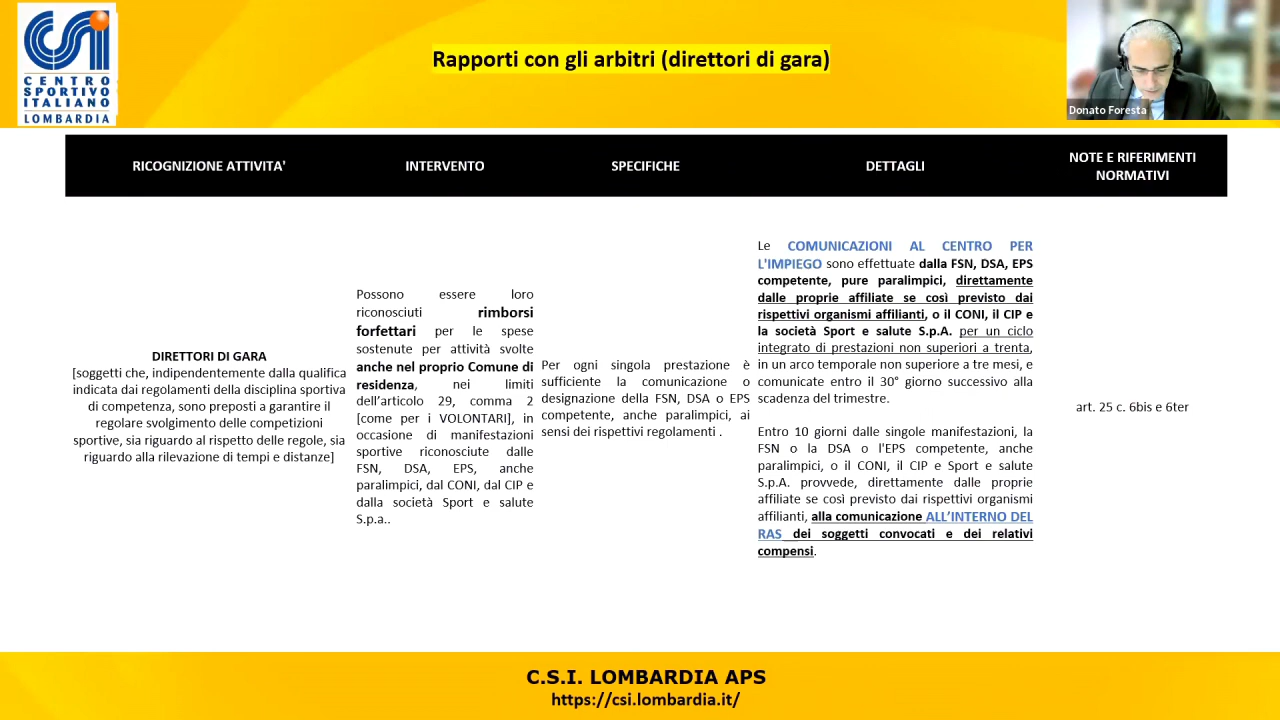 CENTRO
SPORTIVO
ITALIANO
LOMBARDIA
Rapporti con gli arbitri (direttori di gara)
Donato Foresta
RICOGNIZIONE ATTIVITA'
INTERVENTO
SPECIFICHE
DETTAGLI
NOTE E RIFERIMENTI
NORMATIVI
DIRETTORI DI GARA
[soggetti che, indipendentemente dalla qualifica
indicata dai regolamenti della disciplina sportiva
di competenza, sono preposti a garantire il
regolare svolgimento delle competizioni
sportive, sia riguardo al rispetto delle regole, sia
riguardo alla rilevazione di tempi e distanze]
Possono essere loro
riconosciuti rimborsi
forfettari per le spese
sostenute per attività svolte
anche nel proprio Comune di
residenza, nei limiti
dell'articolo 29, comma 2
[come per i VOLONTARI], in
occasione di manifestazioni
sportive riconosciute dalle
FSN, DSA, EPS, anche
paralimpici, dal CONI, dal CIP e
dalla società Sport e salute
S.p.a..
Per ogni singola prestazione è
sufficiente la comunicazione o
designazione della FSN, DSA o EPS
competente, anche paralimpici, ai
sensi dei rispettivi regolamenti .
Le COMUNICAZIONI AL CENTRO PER
L'IMPIEGO sono effettuate dalla FSN, DSA, EPS
competente, pure paralimpici, direttamente
dalle proprie affiliate se così previsto dai
rispettivi organismi affilianti, o il CONI, il CIP e
la società Sport e salute S.p.A. per un ciclo
integrato di prestazioni non superiori a trenta,
in un arco temporale non superiore a tre mesi, e
comunicate entro il 30° giorno successivo alla
scadenza del trimestre.
Entro 10 giorni dalle singole manifestazioni, la
FSN o la DSA o l'EPS competente, anche
paralimpici, o il CONI, il CIP e Sport e salute
S.p.A. provvede, direttamente dalle proprie
affiliate se così previsto dai rispettivi organismi
affilianti, alla comunicazione ALL'INTERNO DEL
RAS dei soggetti convocati e dei relativi
compensi.
art. 25 c. 6bis e 6ter
C.S.I. LOMBARDIA APS
https://csi.lombardia.it/